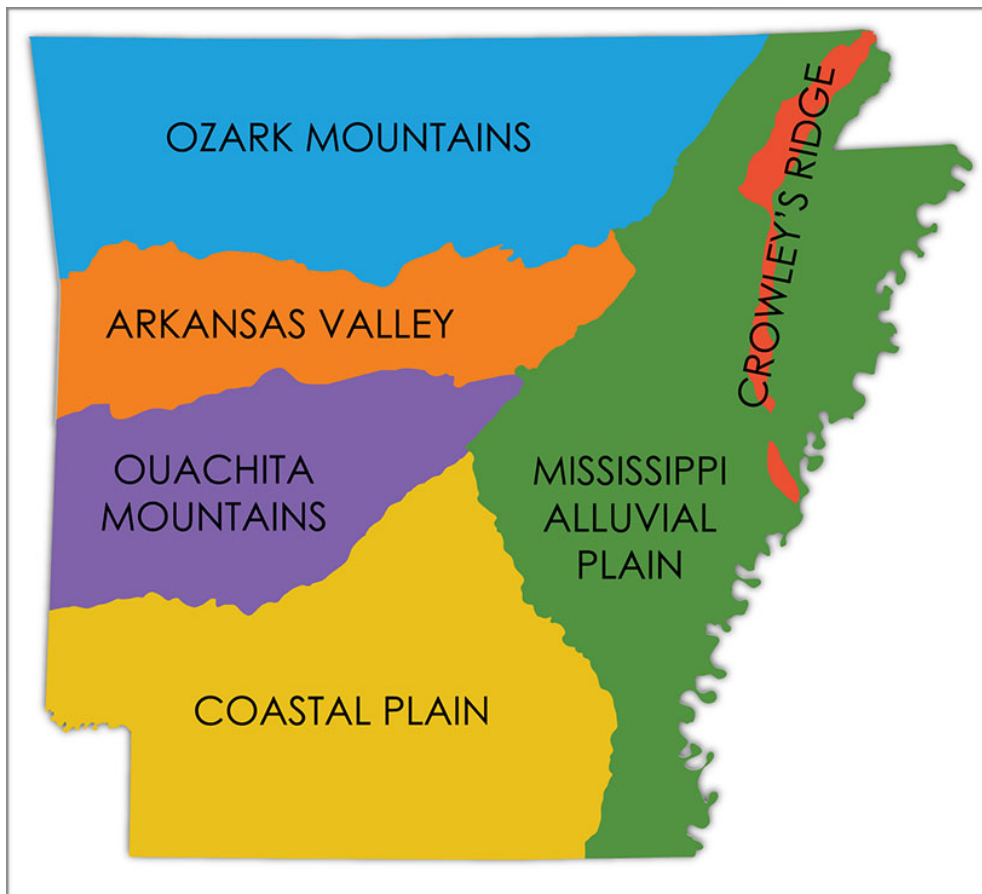 OZARK MOUNTAINS
CROWLEY'S RIDGE
ARKANSAS VALLEY
OUACHITA
MOUNTAINS
MISSISSIPPI
ALLUVIAL
PLAIN
COASTAL PLAIN